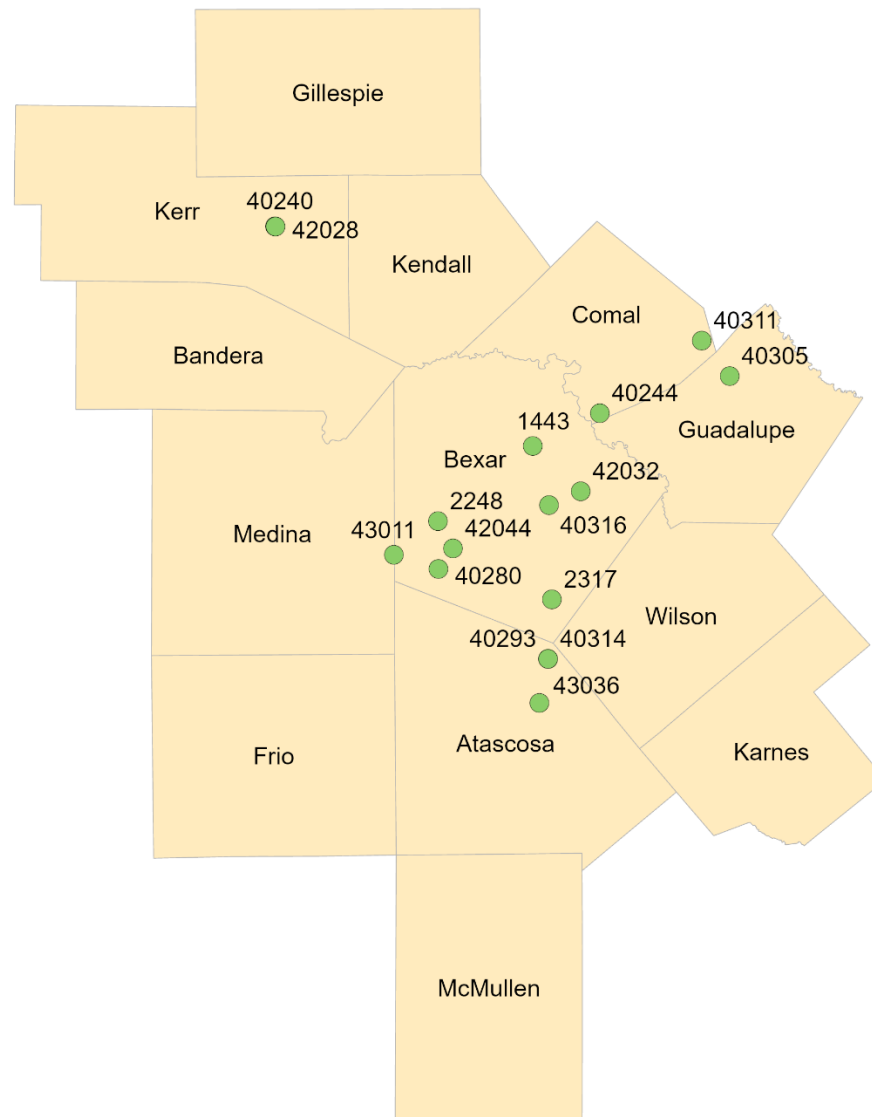 Gillespie
Kerr
40240
42028
Kendall
Comal
40311
Bandera
40305
40244
1443
Guadalupe
Bexar
42032
2248
Medina
43011
42044
40316
40280
2317
Wilson
40293
40314
43036
Atascosa
Frio
Karnes
McMullen